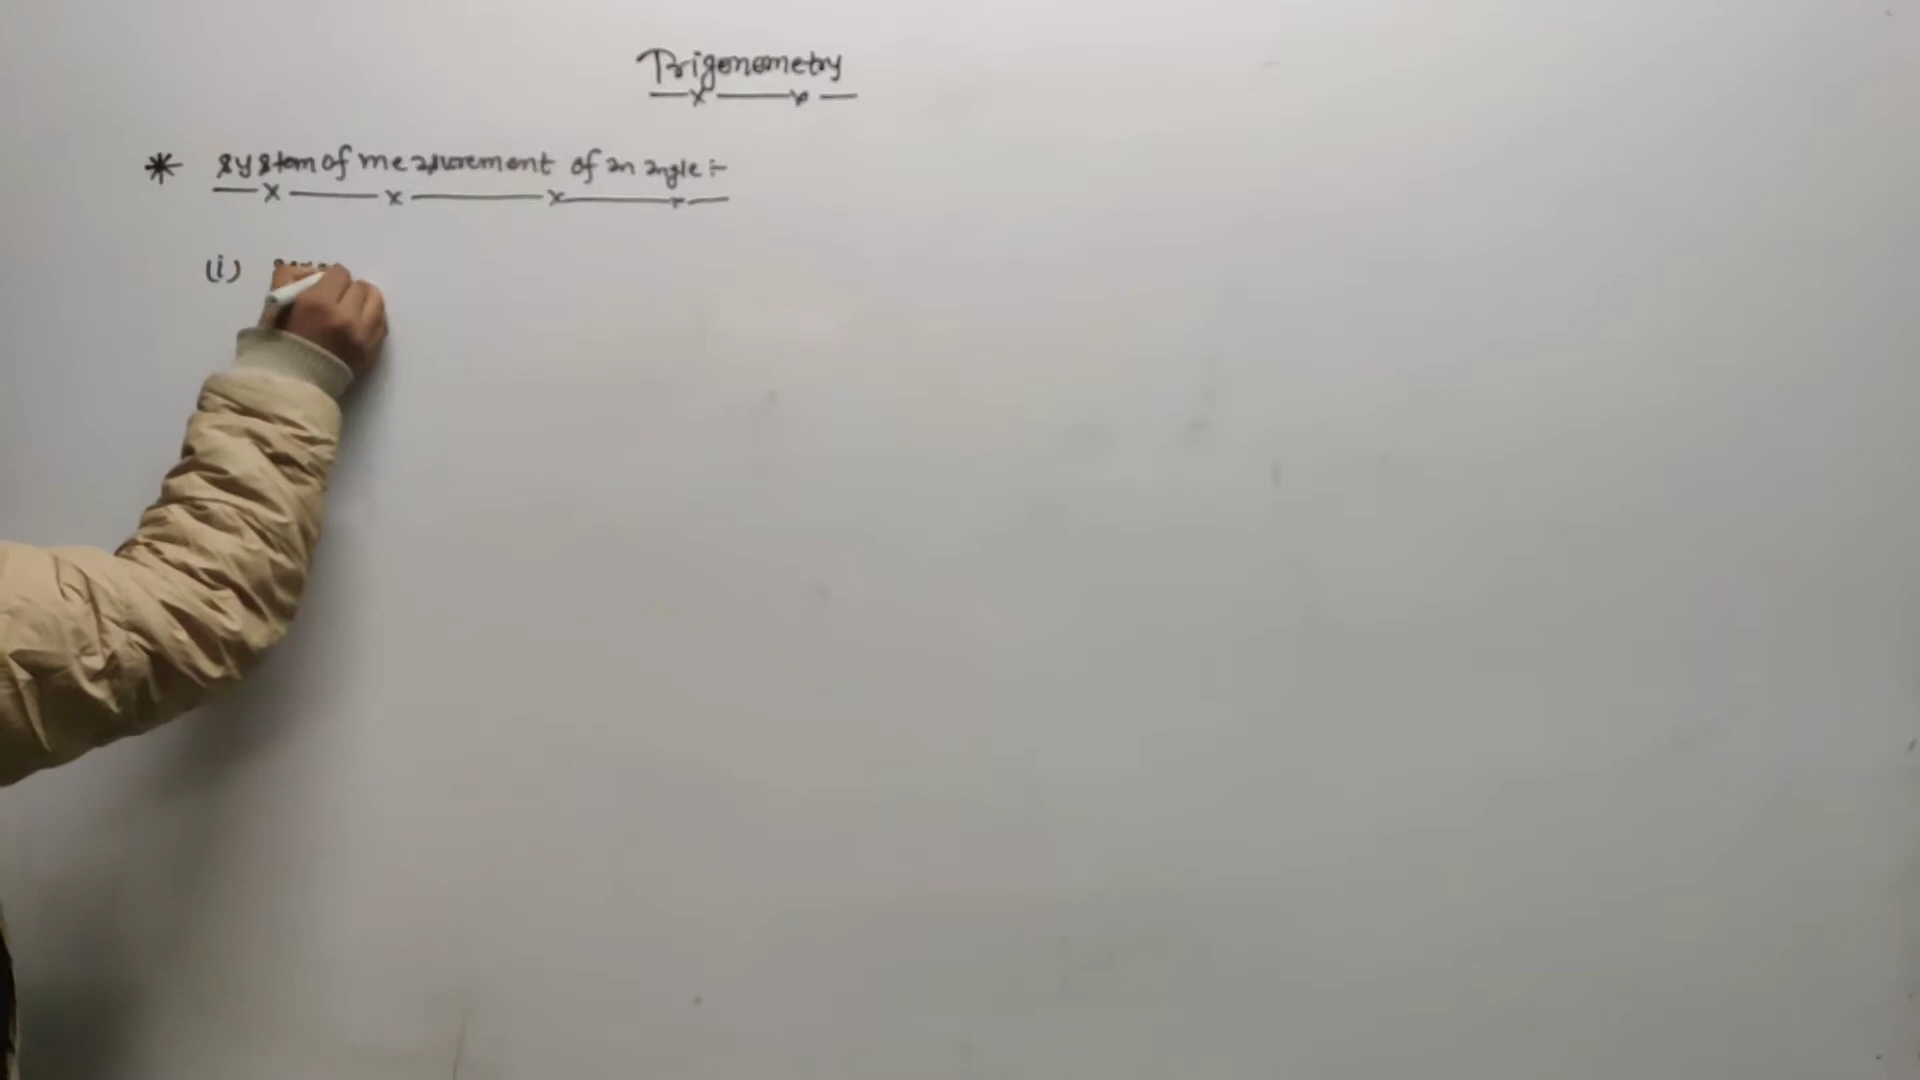 Trigonometry
* System of measurement of an angle :-
(i)